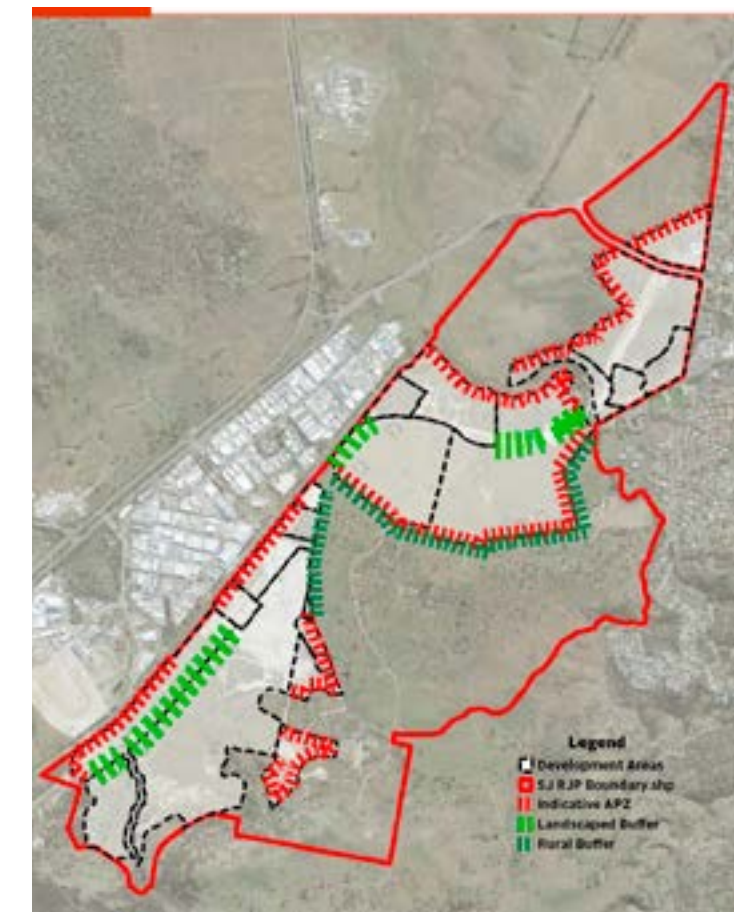 Legend
Development Areas
SJ RJP Boundary.shp
Indicative APZ
Landscaped Buffer
Rural Buffer